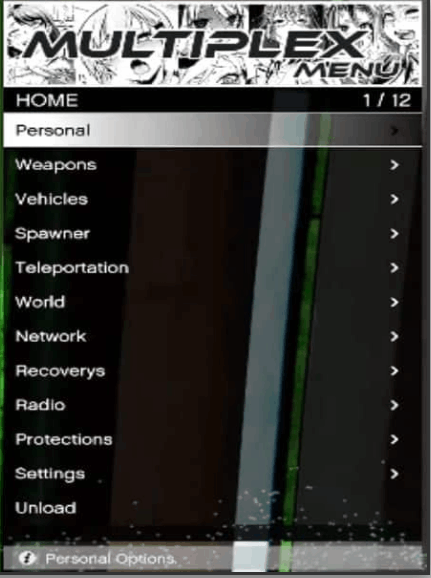 MULTIPLEX
MENU
HOME 1 / 12
Personal >
Weapons >
Vehicles >
Spawner >
Teleportation >
World >
Network >
Recoverys >
Radio >
Protections >
Settings >
Unload
i Personal Options.